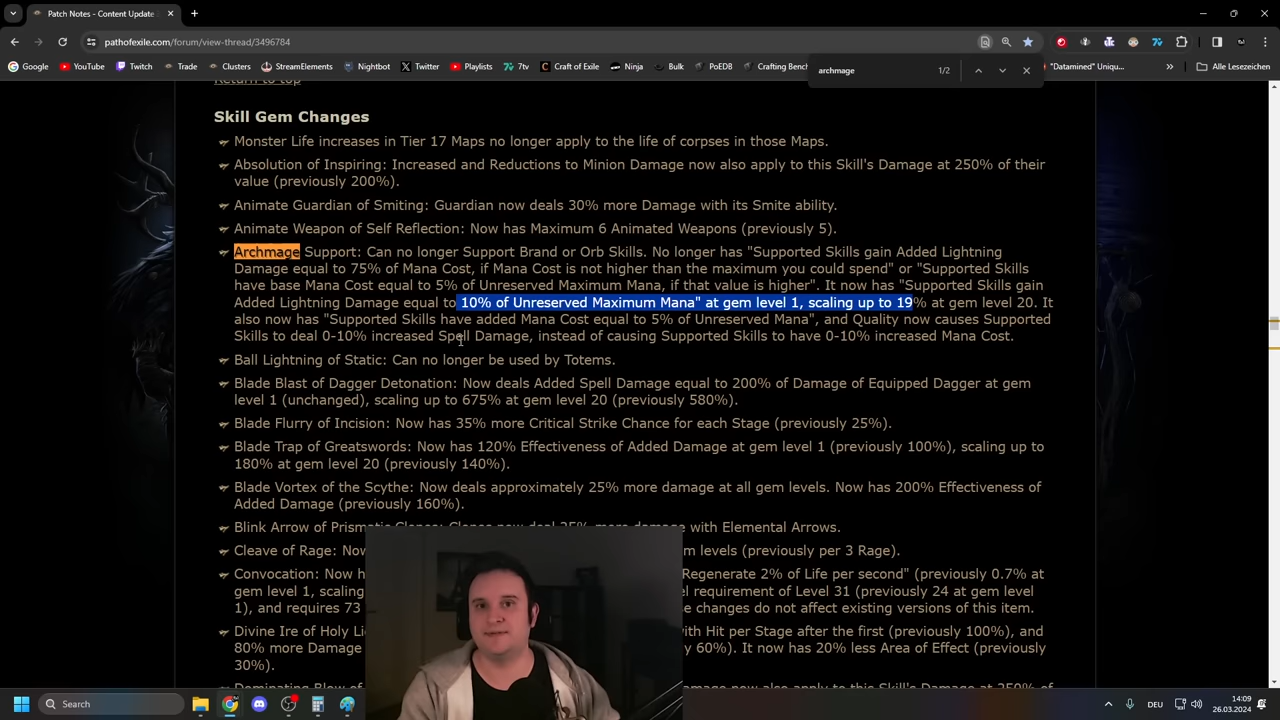 Patch Notes - Content Update
pathofexile.com/forum/view-thread/3496784
Google YouTube Twitch Trade Clusters StreamElements Nightbot Twitter Playlists 7tv Craft of Exile Ninja Bulk PoEDB Crafting Bench "Datamined" Uniqu... Alle Lesezeichen
archmage 1/2
Return to top
Skill Gem Changes
Monster Life increases in Tier 17 Maps no longer apply to the life of corpses in those Maps.
Absolution of Inspiring: Increased and Reductions to Minion Damage now also apply to this Skill's Damage at 250% of their
value (previously 200%).
Animate Guardian of Smiting: Guardian now deals 30% more Damage with its Smite ability.
Animate Weapon of Self Reflection: Now has Maximum 6 Animated Weapons (previously 5).
Archmage Support: Can no longer Support Brand or Orb Skills. No longer has "Supported Skills gain Added Lightning
Damage equal to 75% of Mana Cost, if Mana Cost is not higher than the maximum you could spend" or "Supported Skills
have base Mana Cost equal to 5% of Unreserved Maximum Mana, if that value is higher". It now has "Supported Skills gain
Added Lightning Damage equal to 10% of Unreserved Maximum Mana" at gem level 1, scaling up to 19% at gem level 20. It
also now has "Supported Skills have added Mana Cost equal to 5% of Unreserved Mana", and Quality now causes Supported
Skills to deal 0-10% increased Spell Damage, instead of causing Supported Skills to have 0-10% increased Mana Cost.
Ball Lightning of Static: Can no longer be used by Totems.
Blade Blast of Dagger Detonation: Now deals Added Spell Damage equal to 200% of Damage of Equipped Dagger at gem
level 1 (unchanged), scaling up to 675% at gem level 20 (previously 580%).
Blade Flurry of Incision: Now has 35% more Critical Strike Chance for each Stage (previously 25%).
Blade Trap of Greatswords: Now has 120% Effectiveness of Added Damage at gem level 1 (previously 100%), scaling up to
180% at gem level 20 (previously 140%).
Blade Vortex of the Scythe: Now deals approximately 25% more damage at all gem levels. Now has 200% Effectiveness of
Added Damage (previously 160%).
Blink Arrow of Prismatic Clones: Clones now deal 25% more damage with Elemental Arrows.
Cleave of Rage: Now m levels (previously per 3 Rage).
Convocation: Now h Regenerate 2% of Life per second" (previously 0.7% at
gem level 1, scaling el requirement of Level 31 (previously 24 at gem level
1), and requires 73 se changes do not affect existing versions of this item.
Divine Ire of Holy Li with Hit per Stage after the first (previously 100%), and
80% more Damage y 60%). It now has 20% less Area of Effect (previously
30%).
Search
DEU
14:09
26.03.2024